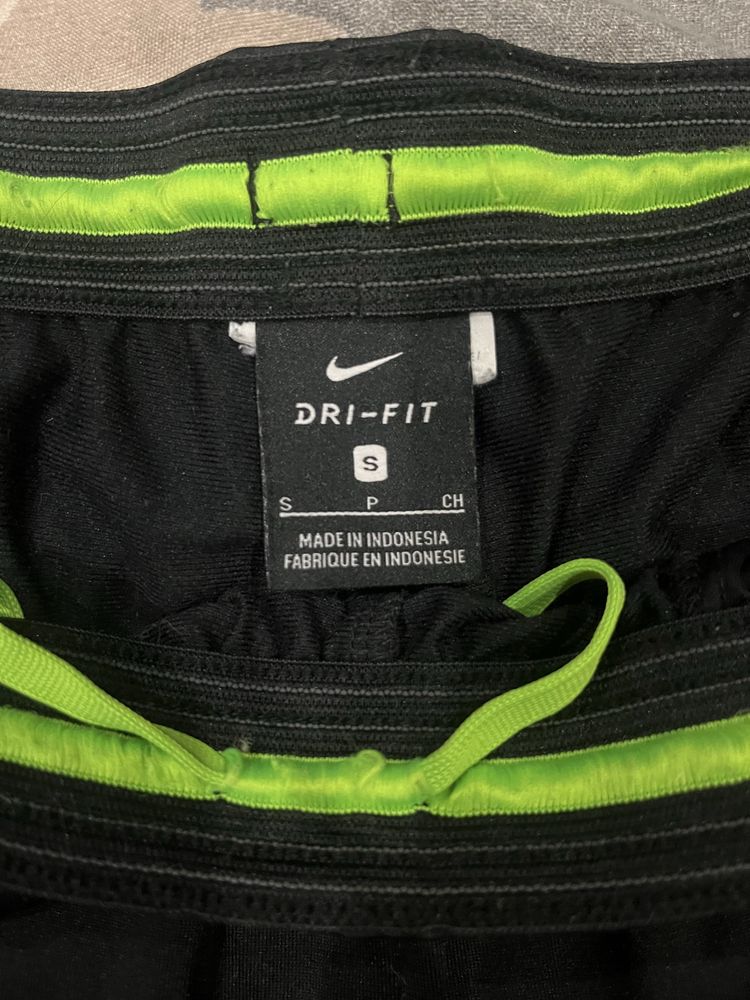 DRI-FIT
S
S P CH
MADE IN INDONESIA
FABRIQUE EN INDONESIE